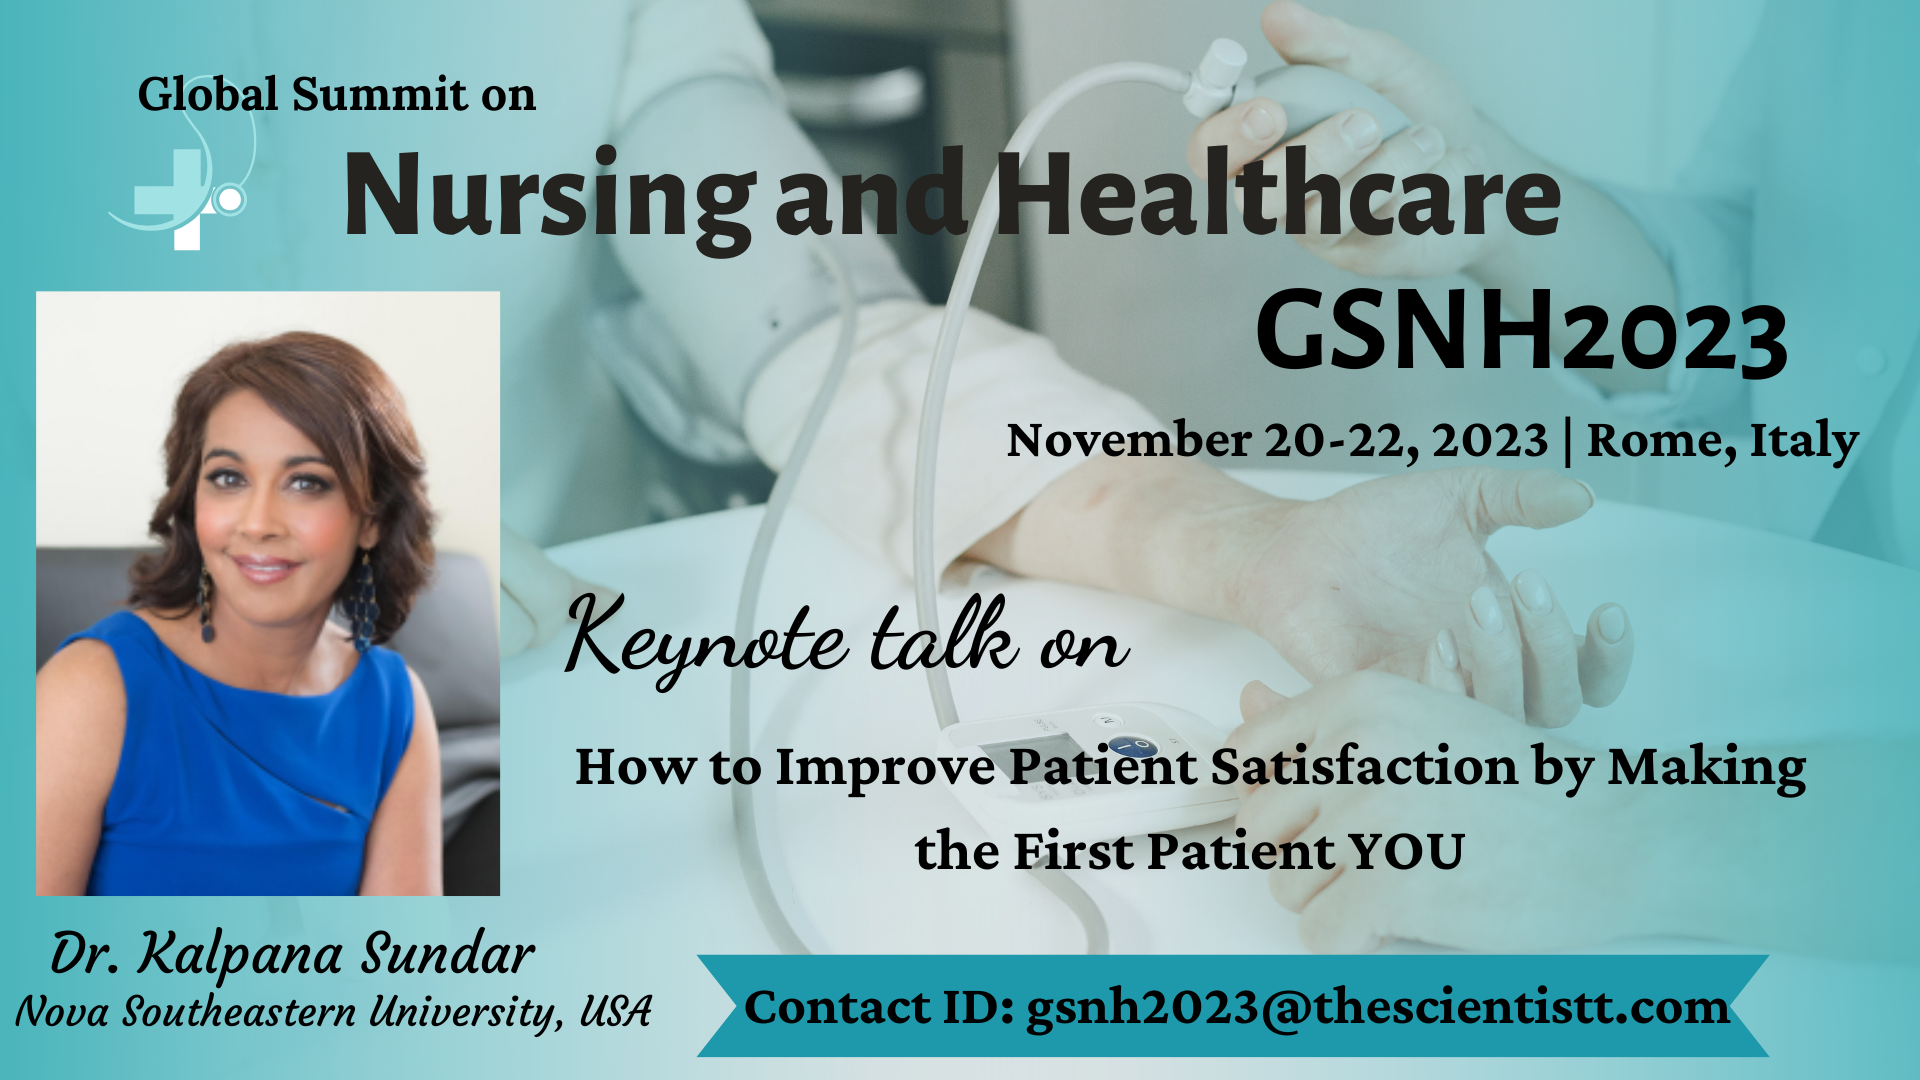 Global Summit on
Nursing and Healthcare
GSNH2023
November 20-22, 2023 | Rome, Italy
Keynote talk on
How to Improve Patient Satisfaction by Making
the First Patient YOU
Dr. Kalpana Sundar
Nova Southeastern University, USA
Contact ID: gsnh2023@thescientistt.com